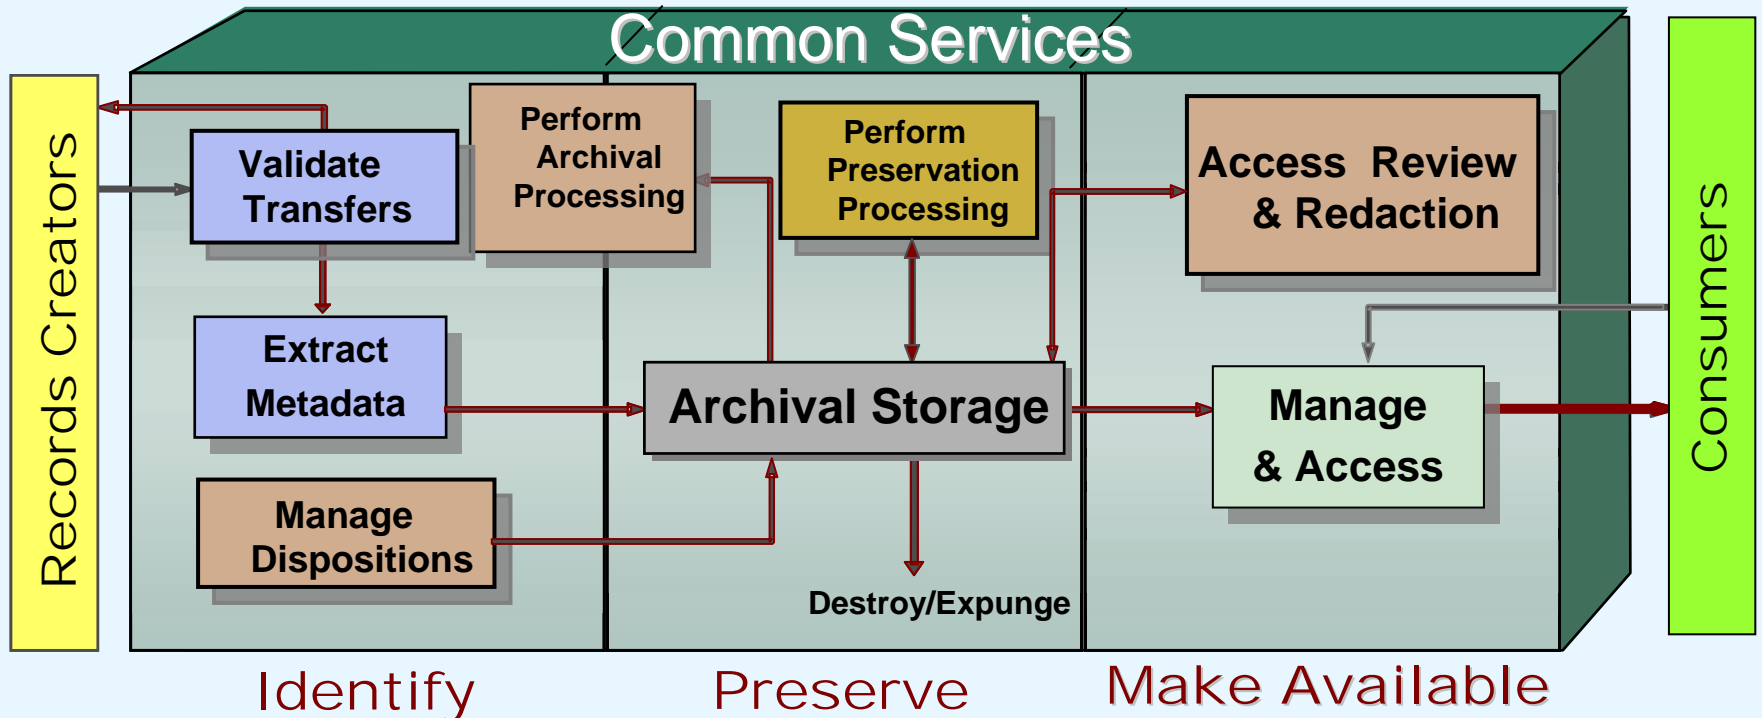 Common Services
Records Creators
Validate
Transfers
Perform
Archival
Processing
Perform
Preservation
Processing
Access Review
& Redaction
Consumers
Extract
Metadata
Archival Storage
Manage
& Access
Manage
Dispositions
Destroy/Expunge
Identify
Preserve
Make Available